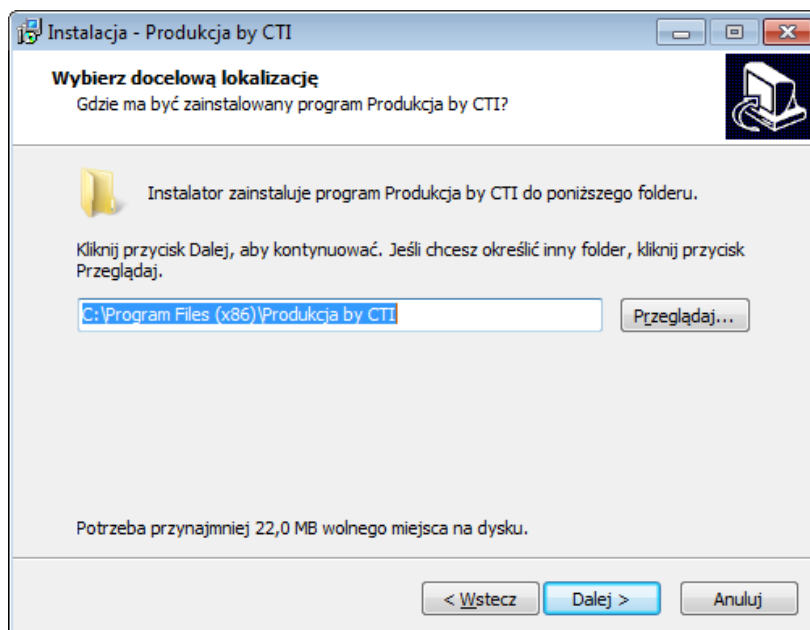 Instalacja - Produkcja by CTI
Wybierz docelową lokalizację
Gdzie ma być zainstalowany program Produkcja by CTI?
Instalator zainstaluje program Produkcja by CTI do poniższego folderu.
Kliknij przycisk Dalej, aby kontynuować. Jeśli chcesz określić inny folder, kliknij przycisk
Przeglądaj.
C:\Program Files (x86)\Produkcja by CTI
Przeglądaj...
Potrzeba przynajmniej 22,0 MB wolnego miejsca na dysku.
< Wstecz
Dalej >
Anuluj